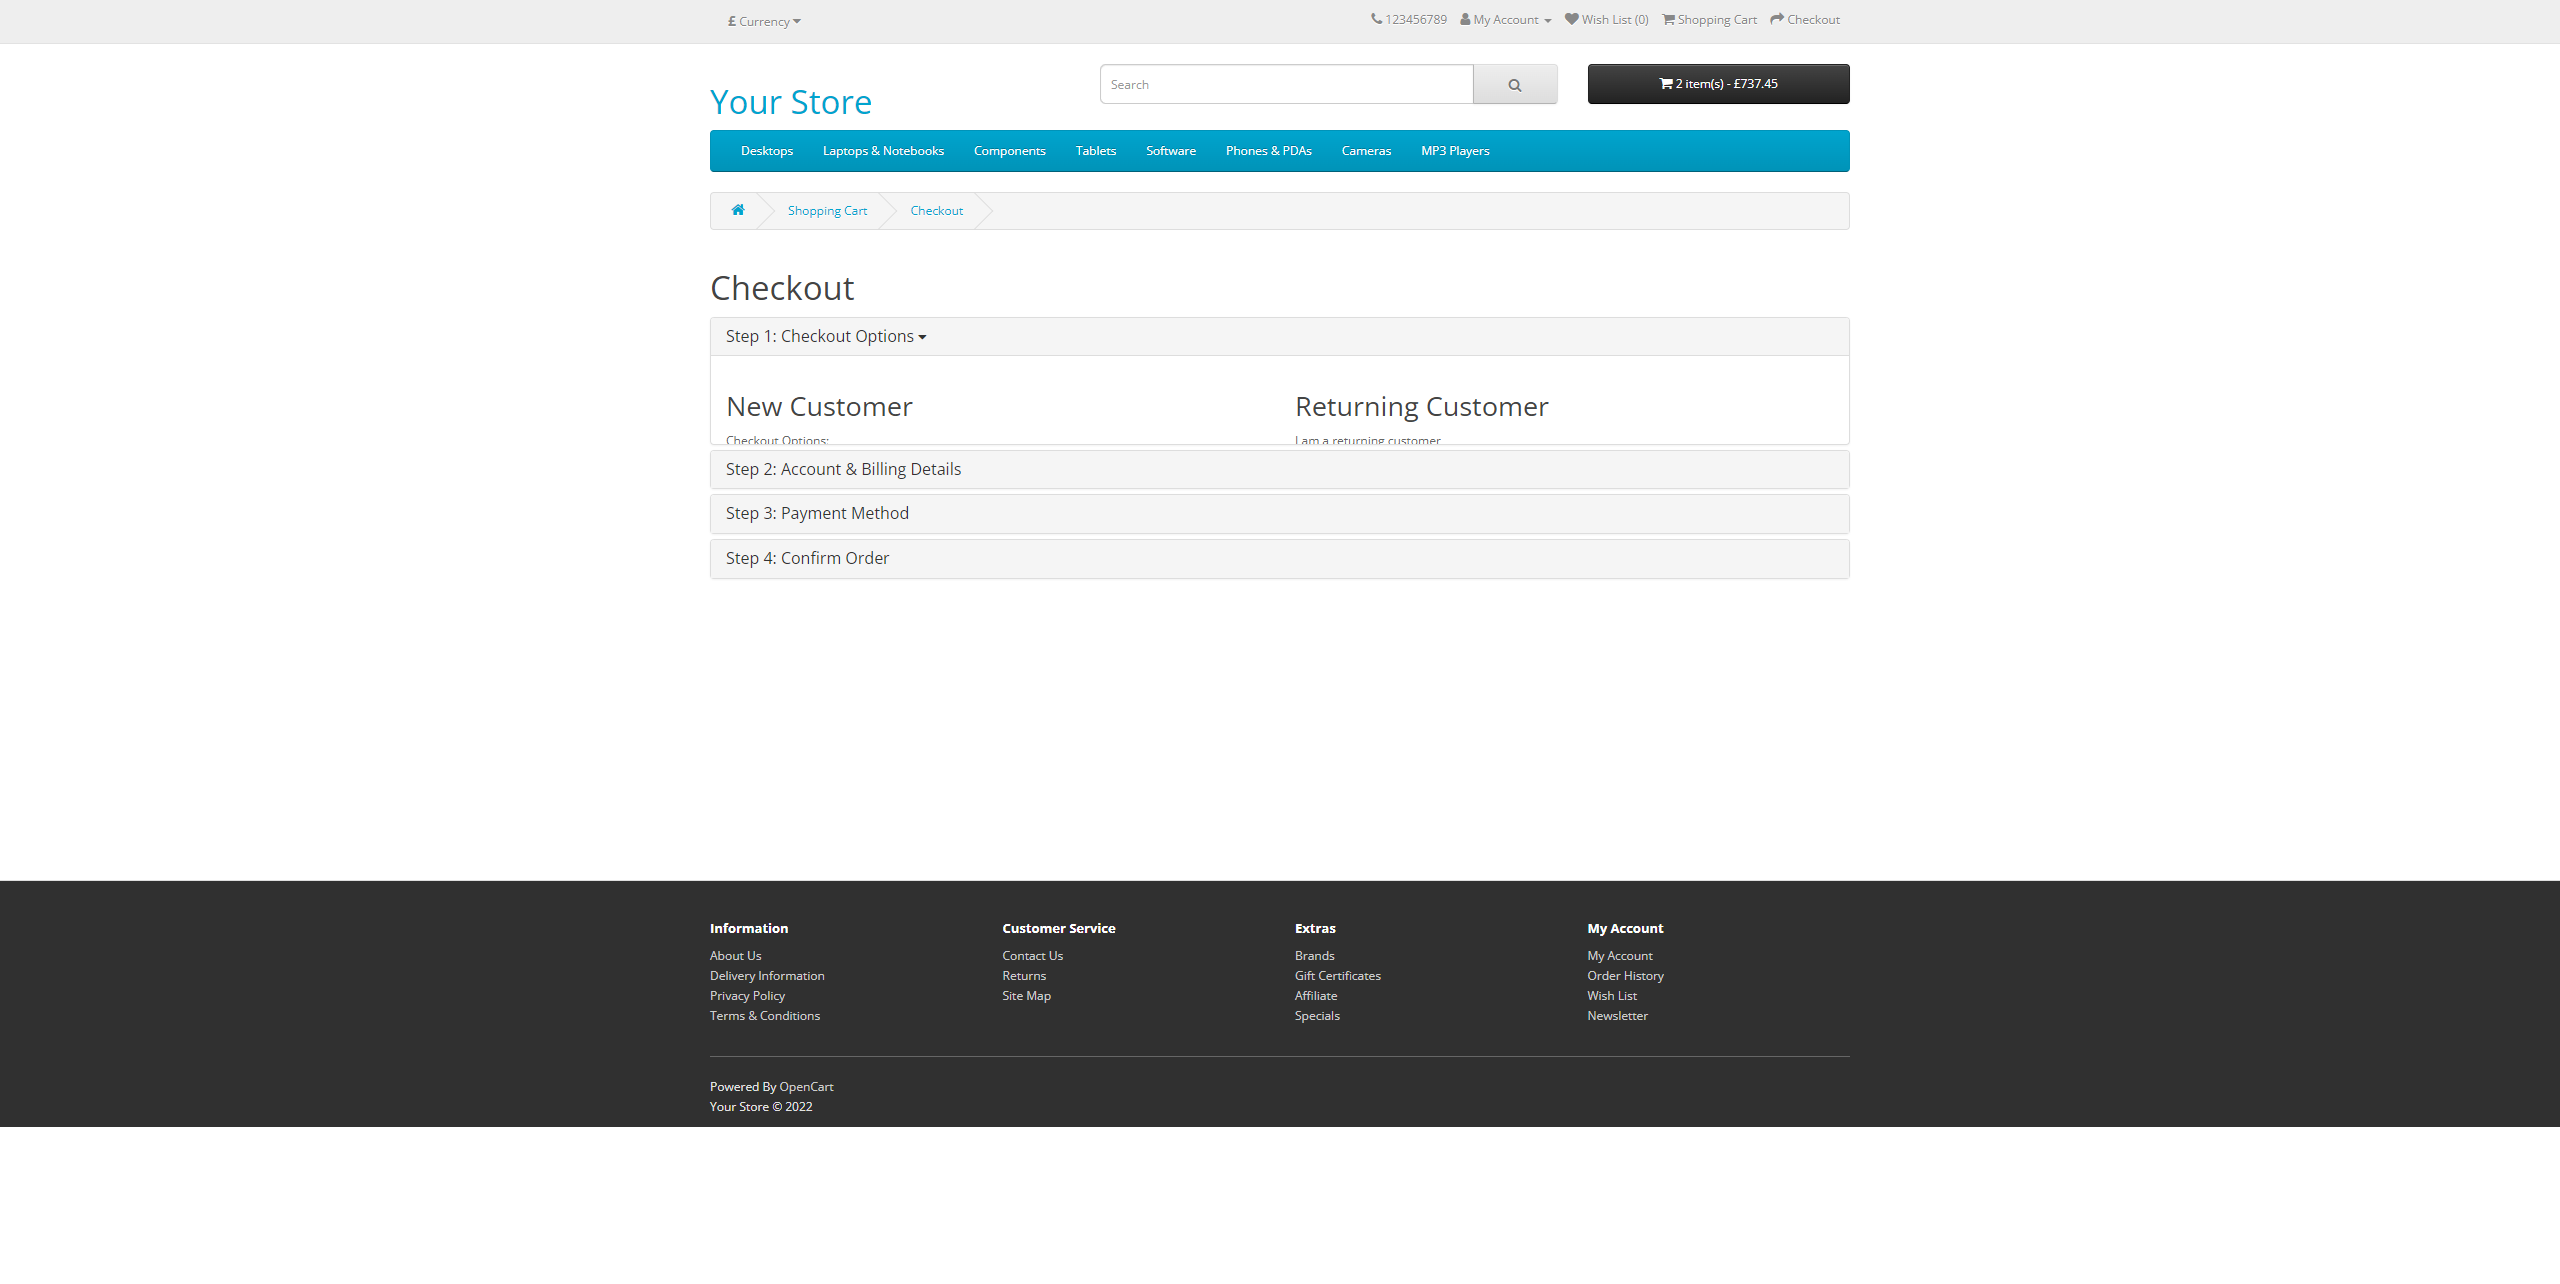 £ Currency
123456789 My Account Wish List (0) Shopping Cart Checkout
Your Store
Search
2 item(s) - £737.45
Desktops Laptops & Notebooks Components Tablets Software Phones & PDAs Cameras MP3 Players
Shopping Cart Checkout
Checkout
Step 1: Checkout Options
New Customer
Checkout Options:
Returning Customer
I am a returning customer
Step 2: Account & Billing Details
Step 3: Payment Method
Step 4: Confirm Order
Information
About Us
Delivery Information
Privacy Policy
Terms & Conditions
Customer Service
Contact Us
Returns
Site Map
Extras
Brands
Gift Certificates
Affiliate
Specials
My Account
My Account
Order History
Wish List
Newsletter
Powered By OpenCart
Your Store © 2022